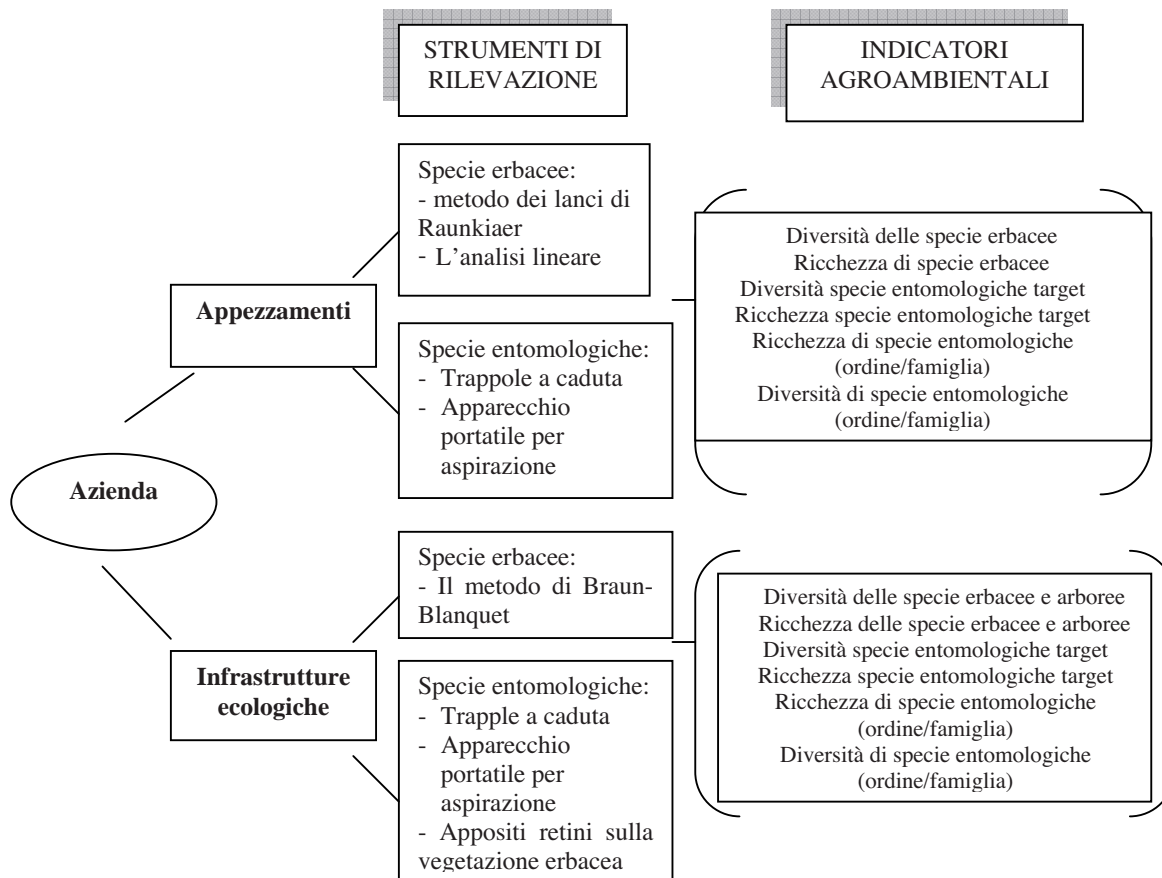 STRUMENTI DI
RILEVAZIONE
INDICATORI
AGROAMBIENTALI
Azienda
Appezzamenti
Specie erbacee:
- metodo dei lanci di
Raunkiaer
- L'analisi lineare
Specie entomologiche:
- Trappole a caduta
- Apparecchio
portatile per
aspirazione
Diversità delle specie erbacee
Ricchezza di specie erbacee
Diversità specie entomologiche target
Ricchezza specie entomologiche target
Ricchezza di specie entomologiche
(ordine/famiglia)
Diversità di specie entomologiche
(ordine/famiglia)
Infrastrutture
ecologiche
Specie erbacee:
- Il metodo di Braun-
Blanquet
Specie entomologiche:
- Trapple a caduta
- Apparecchio
portatile per
aspirazione
- Appositi retini sulla
vegetazione erbacea
Diversità delle specie erbacee e arboree
Ricchezza delle specie erbacee e arboree
Diversità specie entomologiche target
Ricchezza specie entomologiche target
Ricchezza di specie entomologiche
(ordine/famiglia)
Diversità di specie entomologiche
(ordine/famiglia)